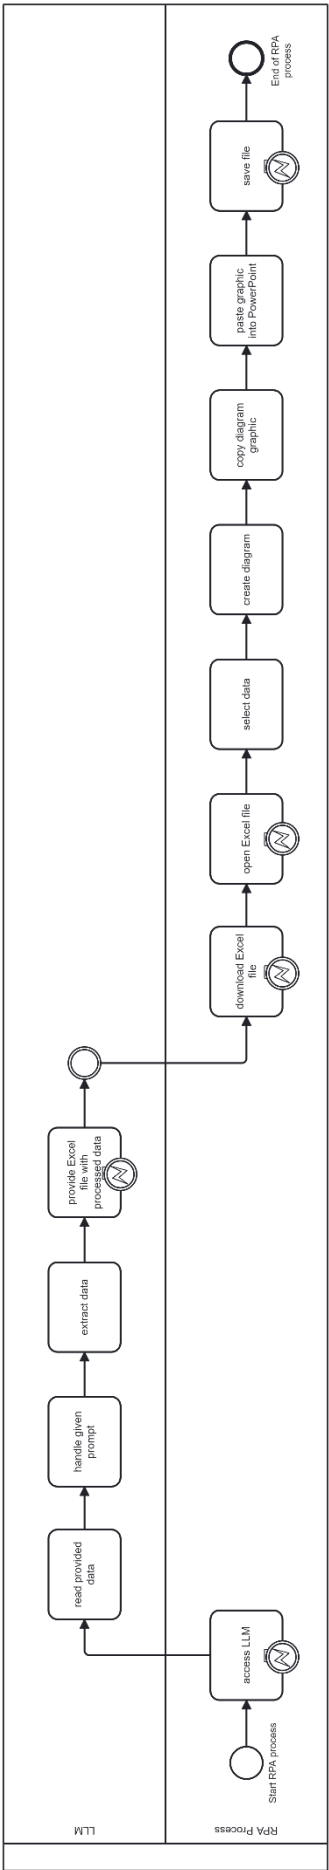 LLM
read provided
data
handle given
prompt
extract data
provide Excel
file with
processed data
RPA Process
Start RPA process
access LLM
download Excel
file
open Excel file
select data
create diagram
copy diagram
graphic
paste graphic
into PowerPoint
save file
End of RPA
process